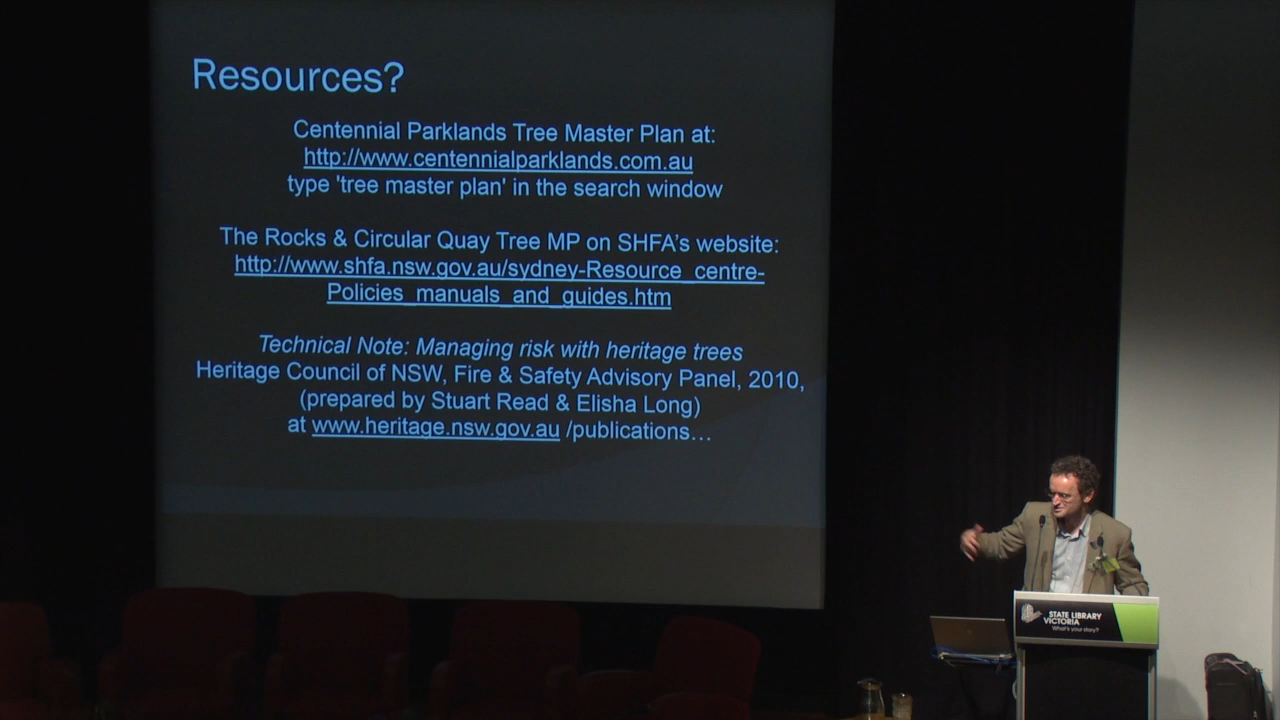 Resources?
Centennial Parklands Tree Master Plan at:
http://www.centennialparklands.com.au
type 'tree master plan' in the search window
The Rocks & Circular Quay Tree MP on SHFA's website:
http://www.shfa.nsw.gov.au/sydney-Resource_centre-
Policies_manuals_and_guides.htm
Technical Note: Managing risk with heritage trees
Heritage Council of NSW, Fire & Safety Advisory Panel, 2010,
(prepared by Stuart Read & Elisha Long)
at www.heritage.nsw.gov.au /publications…
STATE LIBRARY
VICTORIA
What's your story?